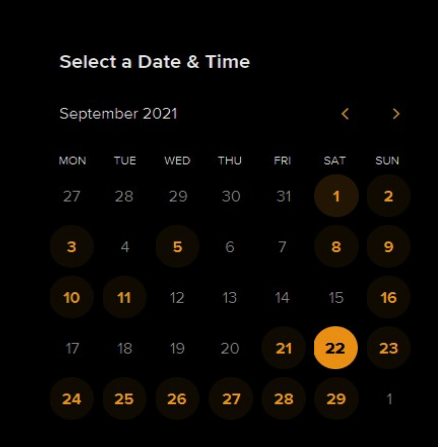 Select a Date & Time
September 2021
MON TUE WED THU FRI SAT SUN
27 28 29 30 31 1 2
3 4 5 6 7 8 9
10 11 12 13 14 15 16
17 18 19 20 21 22 23
24 25 26 27 28 29 1